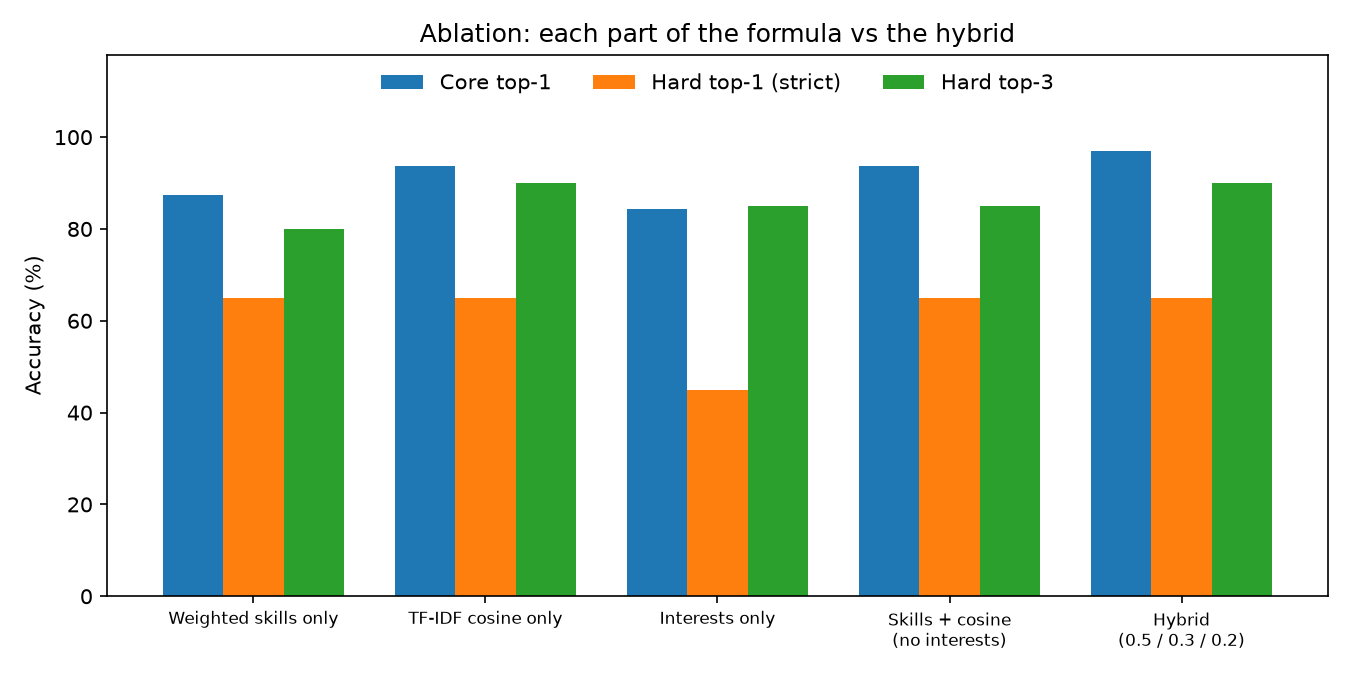 Ablation: each part of the formula vs the hybrid
Core top-1
Hard top-1 (strict)
Hard top-3
Accuracy (%)
100
80
60
40
20
0
Weighted skills only
TF-IDF cosine only
Interests only
Skills + cosine
(no interests)
Hybrid
(0.5 / 0.3 / 0.2)